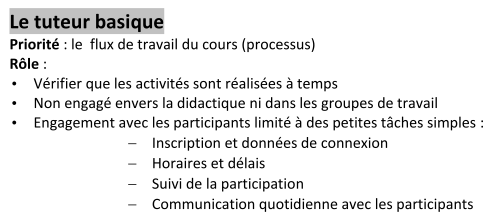 Le tuteur basique
Priorité : le  flux de travail du cours (processus)
Rôle :
• Vérifier que les activités sont réalisées à temps
• Non engagé envers la didactique ni dans les groupes de travail
• Engagement avec les participants limité à des petites tâches simples :
– Inscription et données de connexion
– Horaires et délais
– Suivi de la participation
– Communication quotidienne avec les participants